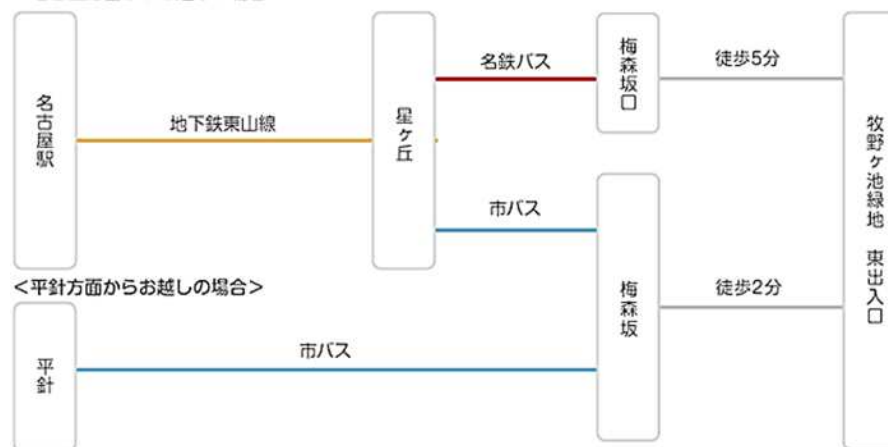 名古屋駅
地下鉄東山線
星ヶ丘
名鉄バス
梅森坂口
徒歩5分
市バス
梅森坂
徒歩2分
牧野ヶ池緑地 東出入口
<平針方面からお越しの場合>
平針
市バス